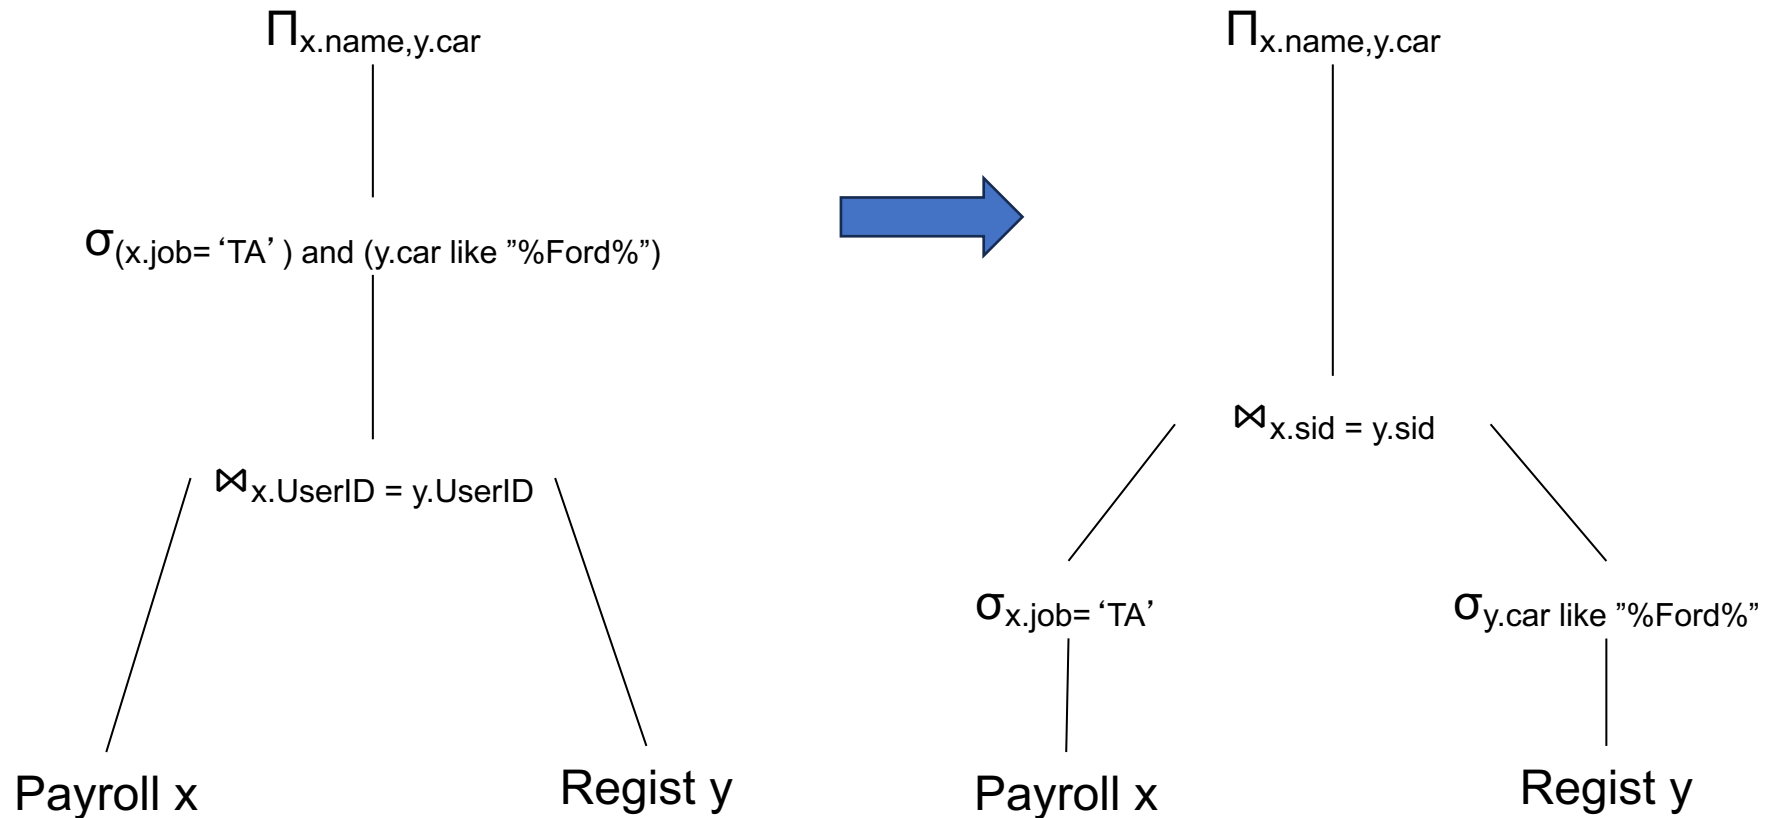 Πx.name,y.car
σ(x.job= ‘TA’ ) and (y.car like ”%Ford%”)
⋈x.UserID = y.UserID
Payroll x
Regist y
Πx.name,y.car
⋈x.sid = y.sid
σx.job= ‘TA’
σy.car like ”%Ford%”
Payroll x
Regist y